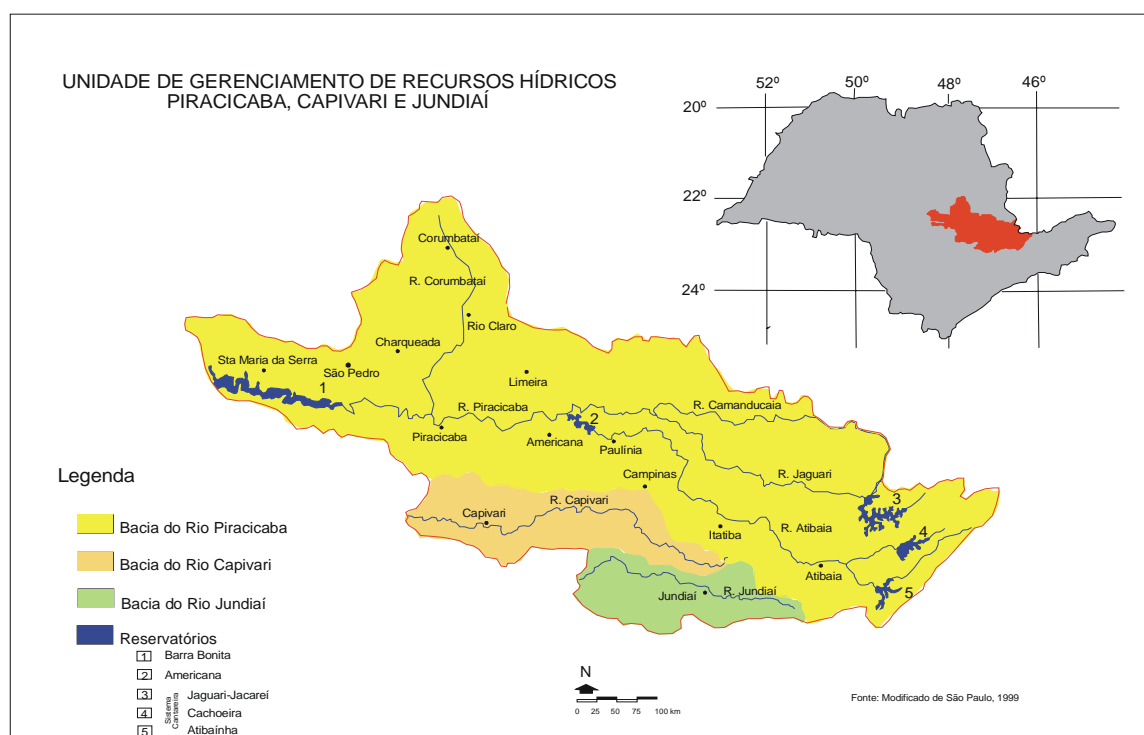 UNIDADE DE GERENCIAMENTO DE RECURSOS HÍDRICOS
PIRACICABA, CAPIVARI E JUNDIAÍ
52º
50º
48º
46º
20º
22º
24º
Corumbataí
R. Corumbataí
Rio Claro
Charqueada
Sta Maria da Serra
São Pedro
1
Limeira
R. Piracicaba
R. Camanducaia
2
Piracicaba
Americana
Paulínia
Campinas
R. Jaguari
3
R. Capivari
Capivari
Itatiba
R. Atibaia
4
Atibaia
Jundiaí
R. Jundiaí
5
Legenda
Bacia do Rio Piracicaba
Bacia do Rio Capivari
Bacia do Rio Jundiaí
Reservatórios
1 Barra Bonita
2 Americana
Sistema
Cantareira
3 Jaguari-Jacareí
4 Cachoeira
5 Atibaínha
N
0 25 50 75 100 km
Fonte: Modificado de São Paulo, 1999